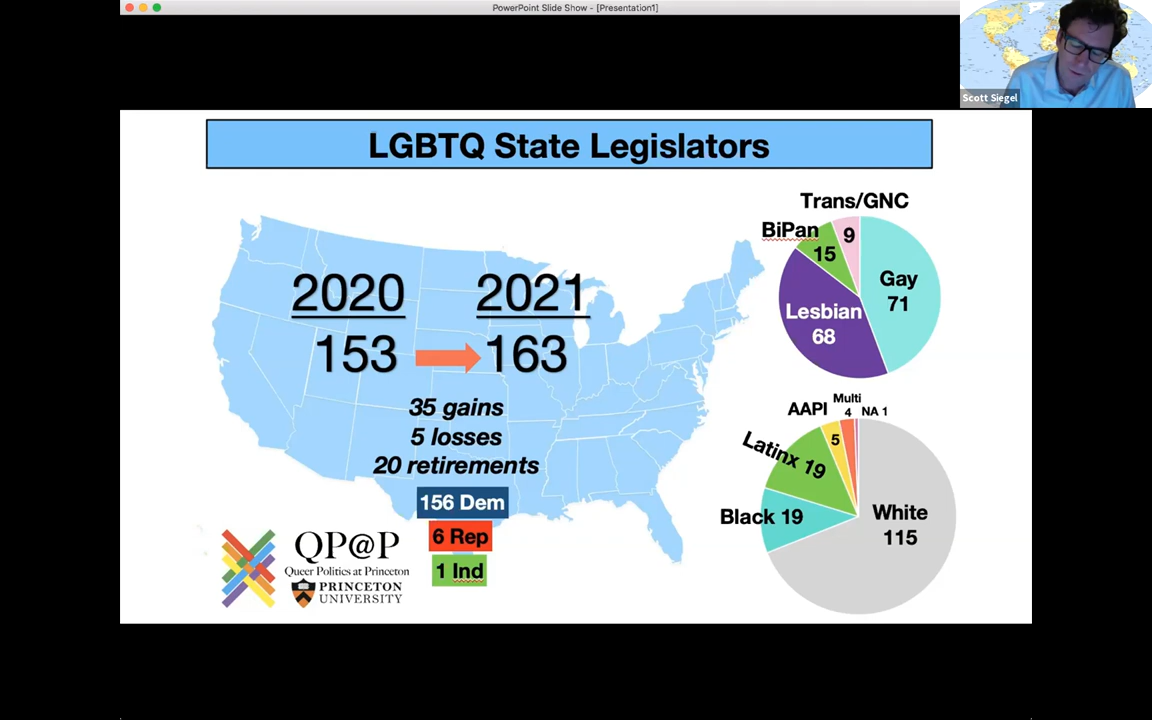 PowerPoint Slide Show - [Presentation1]
Scott Siegel
LGBTQ State Legislators
2020
2021
153
163
35 gains
5 losses
20 retirements
156 Dem
6 Rep
1 Ind
QP@P
Queer Politics at Princeton
PRINCETON
UNIVERSITY
Trans/GNC
9
BiPan
15
Gay
71
Lesbian
68
Multi
4
NA 1
AAPI
5
Latinx 19
Black 19
White
115